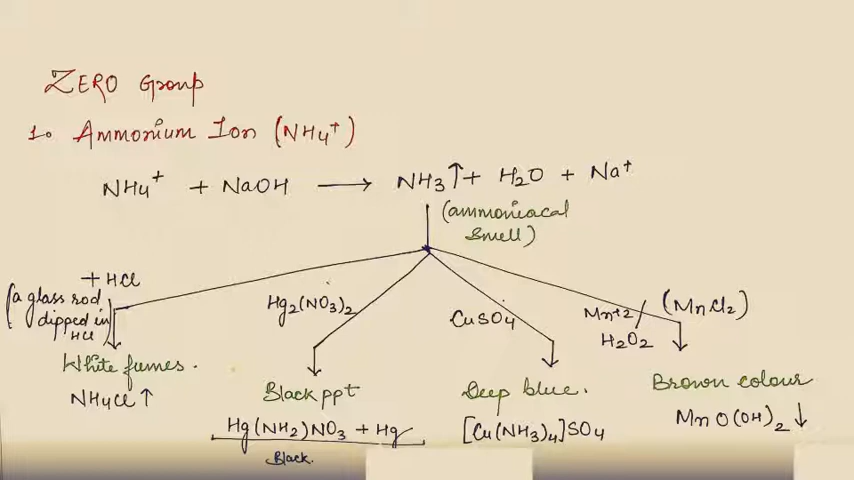 ZERO Group
1. Ammonium Ion (NH4+)
NH4+ + NaOH → NH3↑ + H2O + Na+
(ammoniacal
smell)
+ HCl
(a glass rod
dipped in
HCl
White fumes.
NH4Cl ↑
Hg2(NO3)2
Black ppt
Hg(NH2)NO3 + Hg
Black.
CuSO4
Deep blue.
[Cu(NH3)4]SO4
Mn+2/
H2O2
(MnCl2)
Brown colour
MnO(OH)2↓